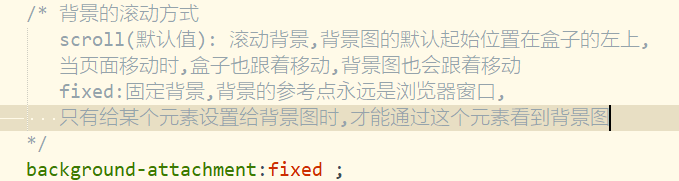 /* 背景的滚动方式
scroll(默认值): 滚动背景,背景图的默认起始位置在盒子的左上,
当页面移动时,盒子也跟着移动,背景图也会跟着移动
fixed:固定背景,背景的参考点永远是浏览器窗口,
只有给某个元素设置给背景图时,才能通过这个元素看到背景图
*/
background-attachment:fixed ;